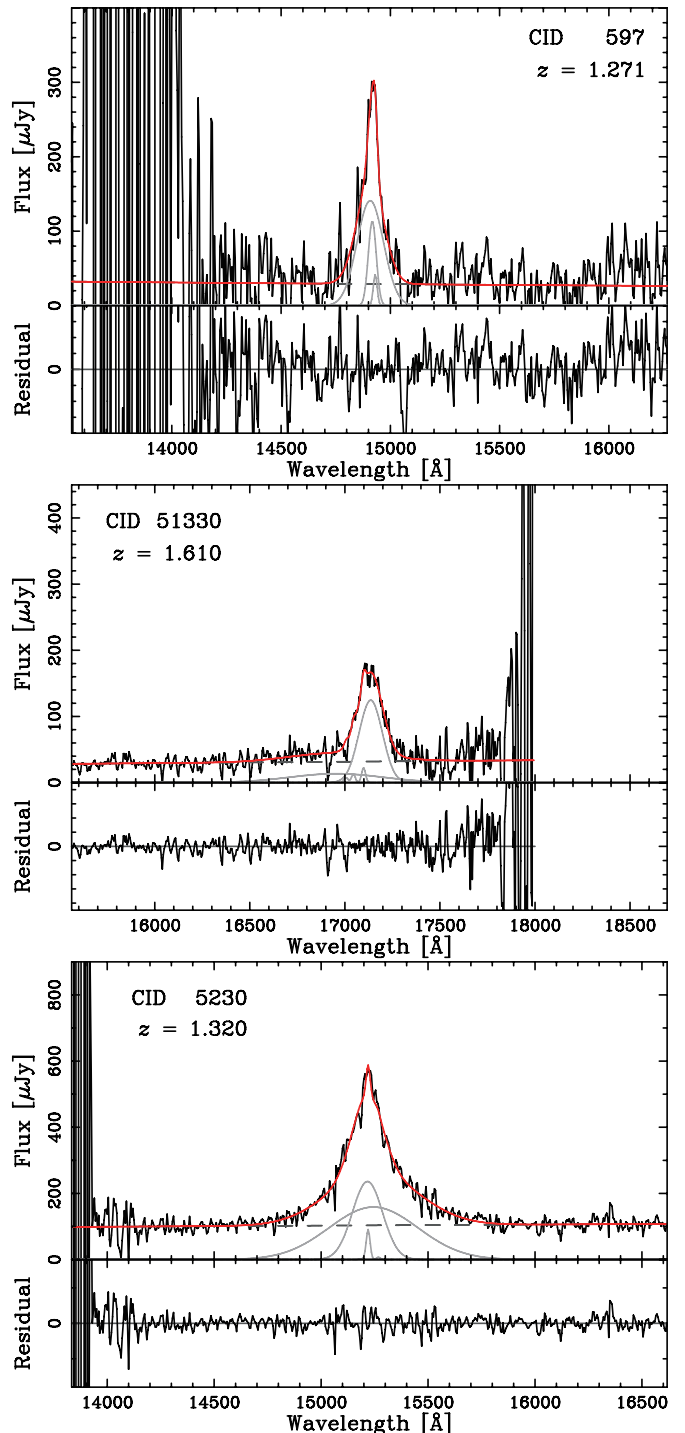 CID 597
z = 1.271
Flux [μJy]
300
200
100
0
Residual
0
14000 14500 15000 15500 16000
Wavelength [Å]
CID 51330
z = 1.610
Flux [μJy]
400
300
200
100
0
Residual
0
16000 16500 17000 17500 18000 18500
Wavelength [Å]
CID 5230
z = 1.320
Flux [μJy]
800
600
400
200
0
Residual
0
14000 14500 15000 15500 16000 16500
Wavelength [Å]